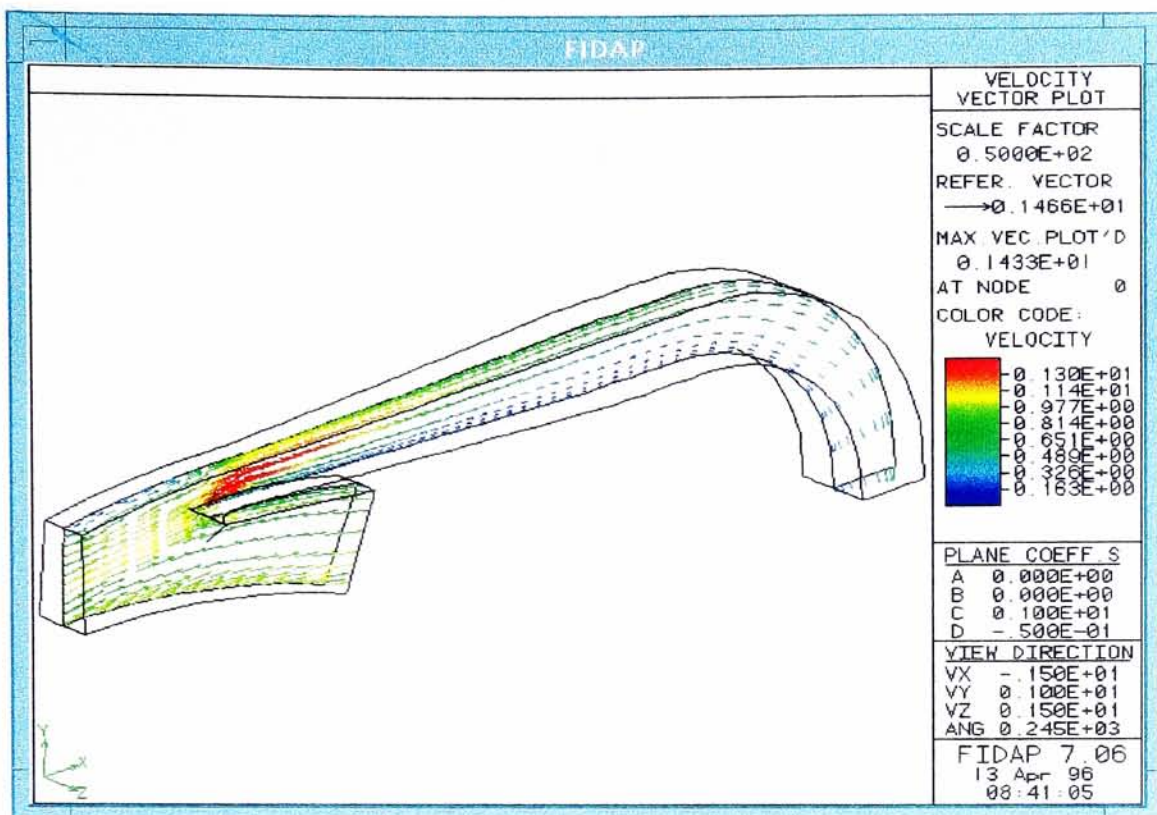 FIDAP
VELOCITY
VECTOR PLOT
SCALE FACTOR
0.5000E+02
REFER. VECTOR
0.1466E+01
MAX.VEC.PLOT'D
0.1433E+01
AT NODE 0
COLOR CODE:
VELOCITY
0.130E+01
0.114E+01
0.977E+00
0.814E+00
0.651E+00
0.489E+00
0.326E+00
0.163E+00
PLANE COEFF.S
A 0.000E+00
B 0.000E+00
C 0.100E+01
D -.500E-01
VIEW DIRECTION
VX -.150E+01
VY 0.100E+01
VZ 0.150E+01
ANG 0.245E+03
FIDAP 7.06
13 Apr 96
08:41:05
Y
X
Z